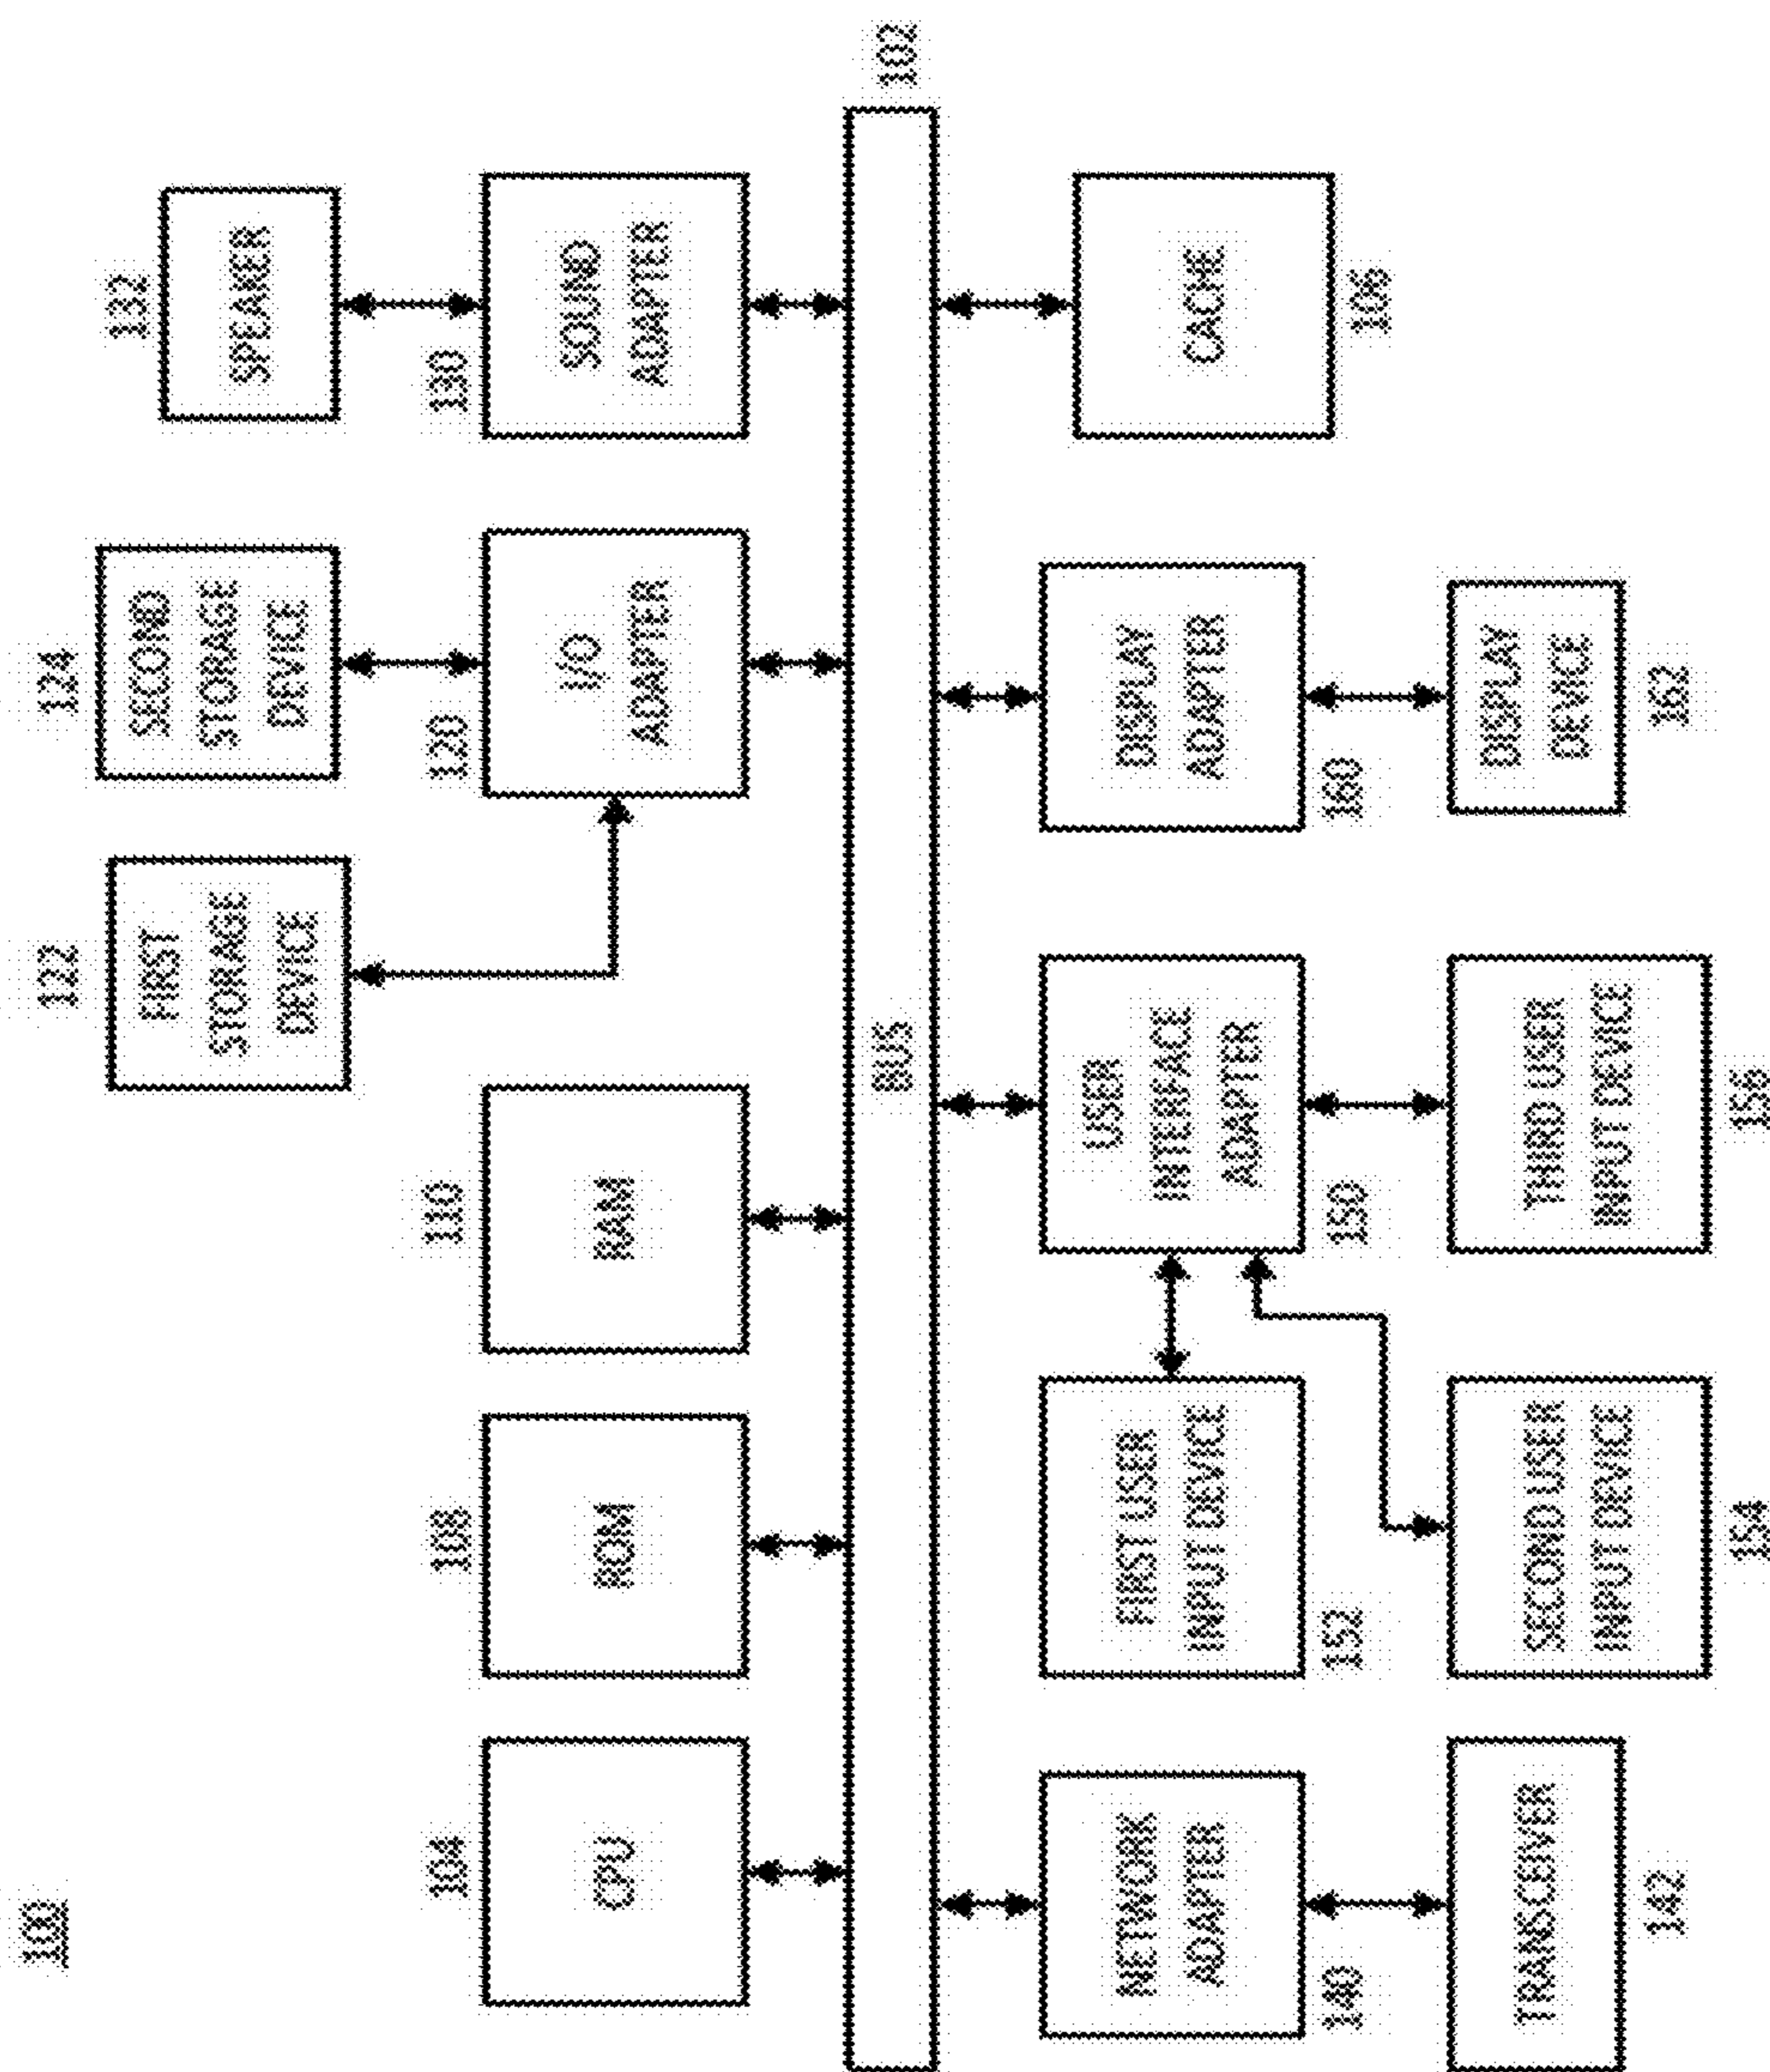 100
122
124
132
FIRST
STORAGE
DEVICE
SECOND
STORAGE
DEVICE
SPEAKER
104
108
110
120
130
CPU
ROM
RAM
I/O
ADAPTER
SOUND
ADAPTER
BUS
102
NETWORK
ADAPTER
FIRST USER
INPUT DEVICE
USER
INTERFACE
ADAPTER
DISPLAY
ADAPTER
CACHE
140
152
150
160
106
TRANSCEIVER
SECOND USER
INPUT DEVICE
THIRD USER
INPUT DEVICE
DISPLAY
DEVICE
142
154
156
162